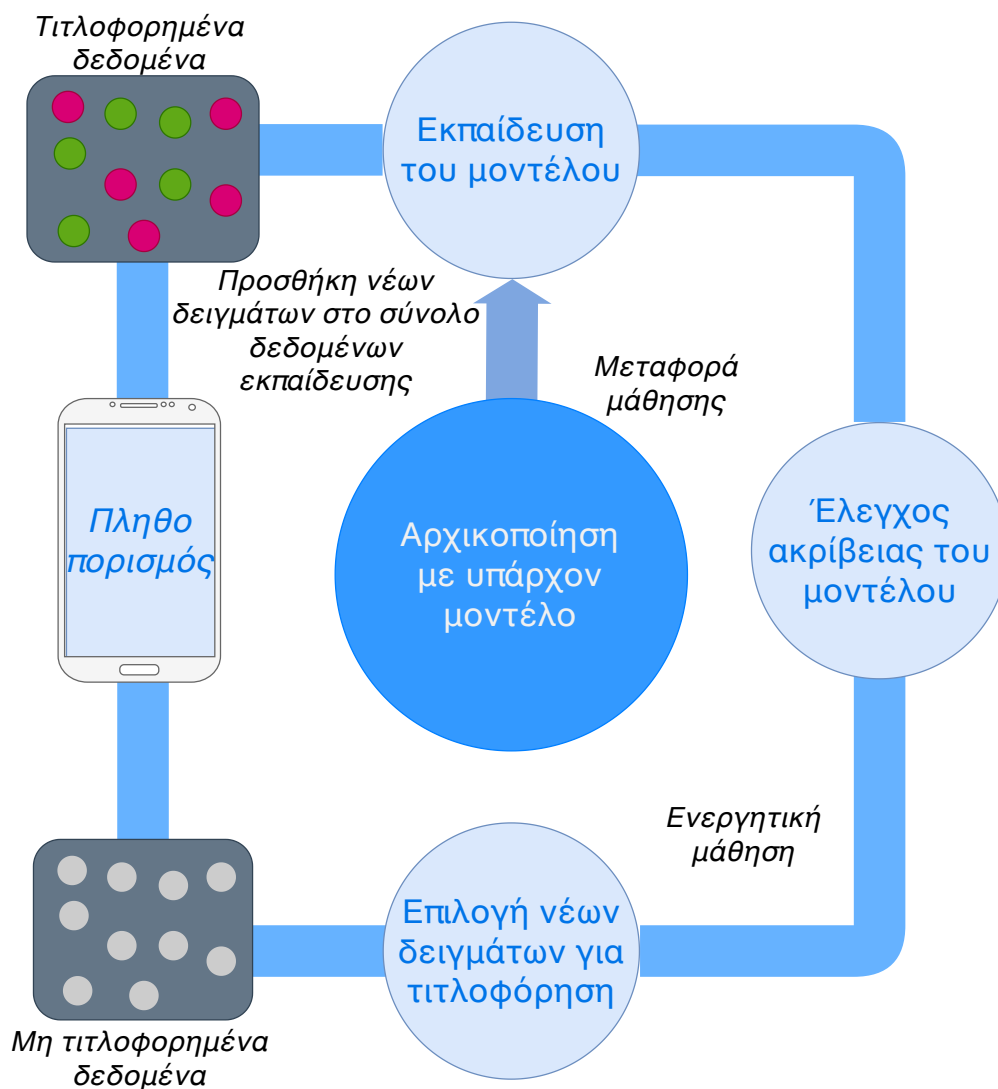 Τιτλοφορημένα
δεδομένα
Εκπαίδευση
του μοντέλου
Προσθήκη νέων
δειγμάτων στο σύνολο
δεδομένων
εκπαίδευσης
Μεταφορά
μάθησης
Πληθο
πορισμός
Αρχικοποίηση
με υπάρχον
μοντέλο
Έλεγχος
ακρίβειας του
μοντέλου
Ενεργητική
μάθηση
Επιλογή νέων
δειγμάτων για
τιτλοφόρηση
Μη τιτλοφορημένα
δεδομένα